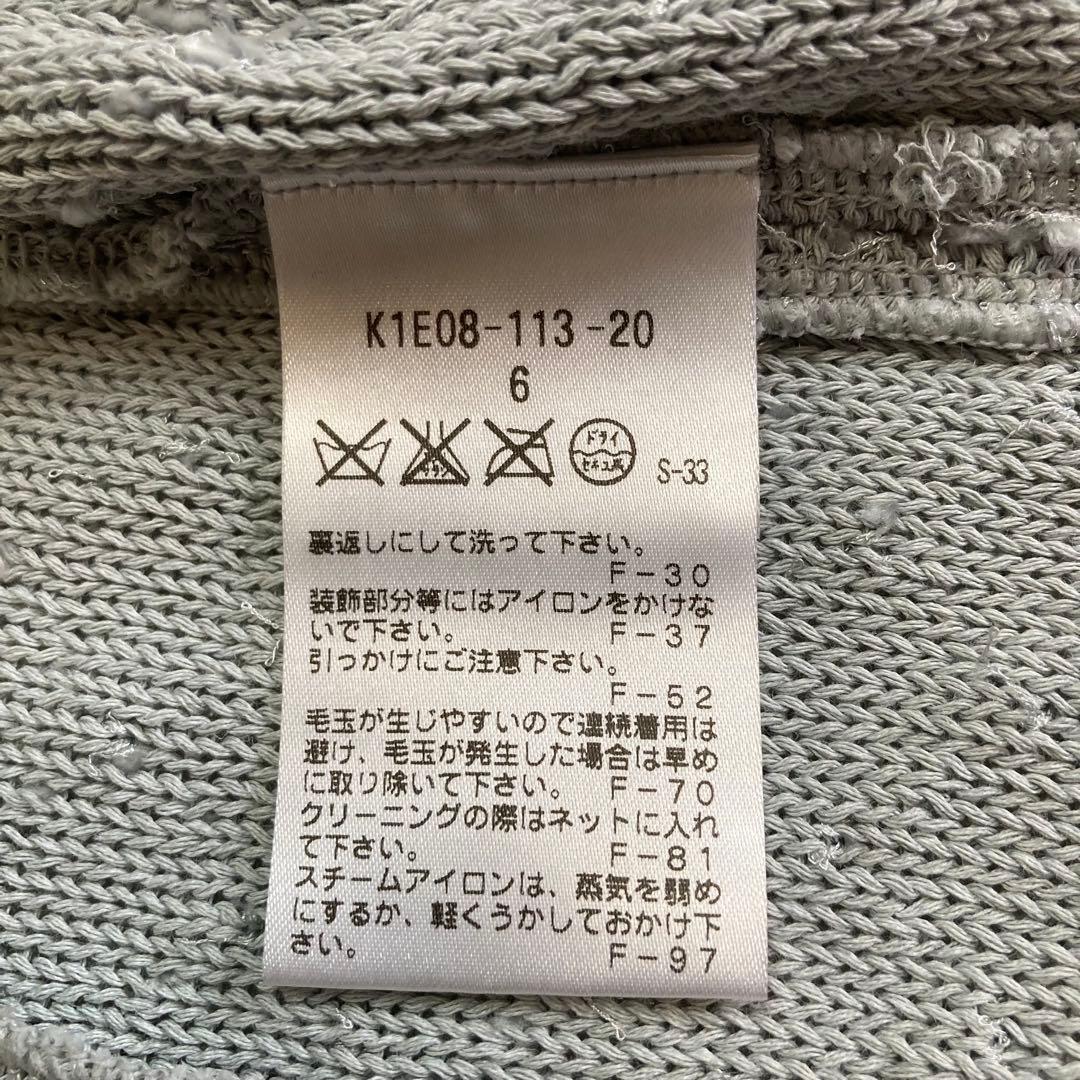 K1E08-113-20
6
エンソサラシ
ドライ
セキユ系
S-33
裏返しにして洗って下さい。
F-30
装飾部分等にはアイロンをかけな
いで下さい。 F-37
引っかけにご注意下さい。
F-52
毛玉が生じやすいので連続着用は
避け、毛玉が発生した場合は早め
に取り除いて下さい。 F-70
クリーニングの際はネットに入れ
て下さい。 F-81
スチームアイロンは、蒸気を弱め
にするか、軽くうかしておかけ下
さい。 F-97